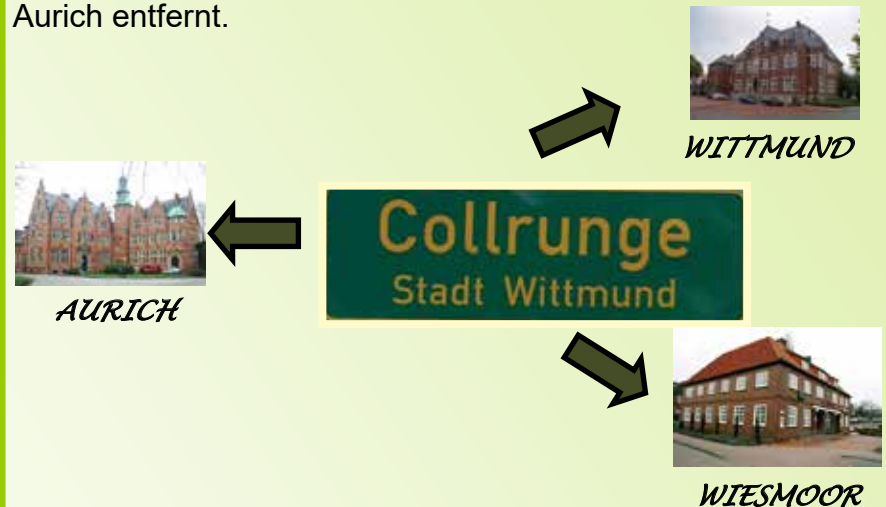 Aurich entfernt.
WITTMUND
Collrunge
Stadt Wittmund
AURICH
WIESMOOR